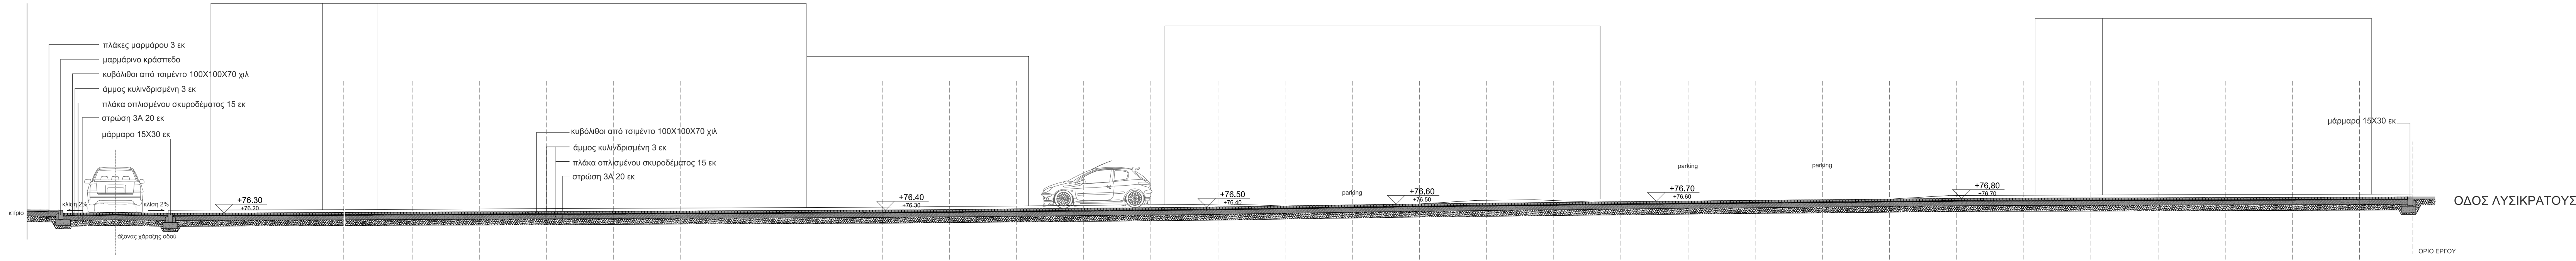 πλάκες μαρμάρου 3 εκ
μαρμάρινο κράσπεδο
κυβόλιθοι από τσιμέντο 100Χ100Χ70 χιλ
άμμος κυλινδρισμένη 3 εκ
πλάκα οπλισμένου σκυροδέματος 15 εκ
στρώση 3Α 20 εκ
μάρμαρο 15Χ30 εκ
κτίριο
κλίση 2%
κλίση 2%
άξονας χάραξης οδού
+76,30
+76,20
κυβόλιθοι από τσιμέντο 100Χ100Χ70 χιλ
άμμος κυλινδρισμένη 3 εκ
πλάκα οπλισμένου σκυροδέματος 15 εκ
στρώση 3Α 20 εκ
+76,40
+76,30
+76,50
+76,40
parking
+76,60
+76,50
+76,70
+76,60
parking
parking
+76,80
+76,70
μάρμαρο 15Χ30 εκ
ΟΔΟΣ ΛΥΣΙΚΡΑΤΟΥΣ
ΟΡΙΟ ΕΡΓΟΥ